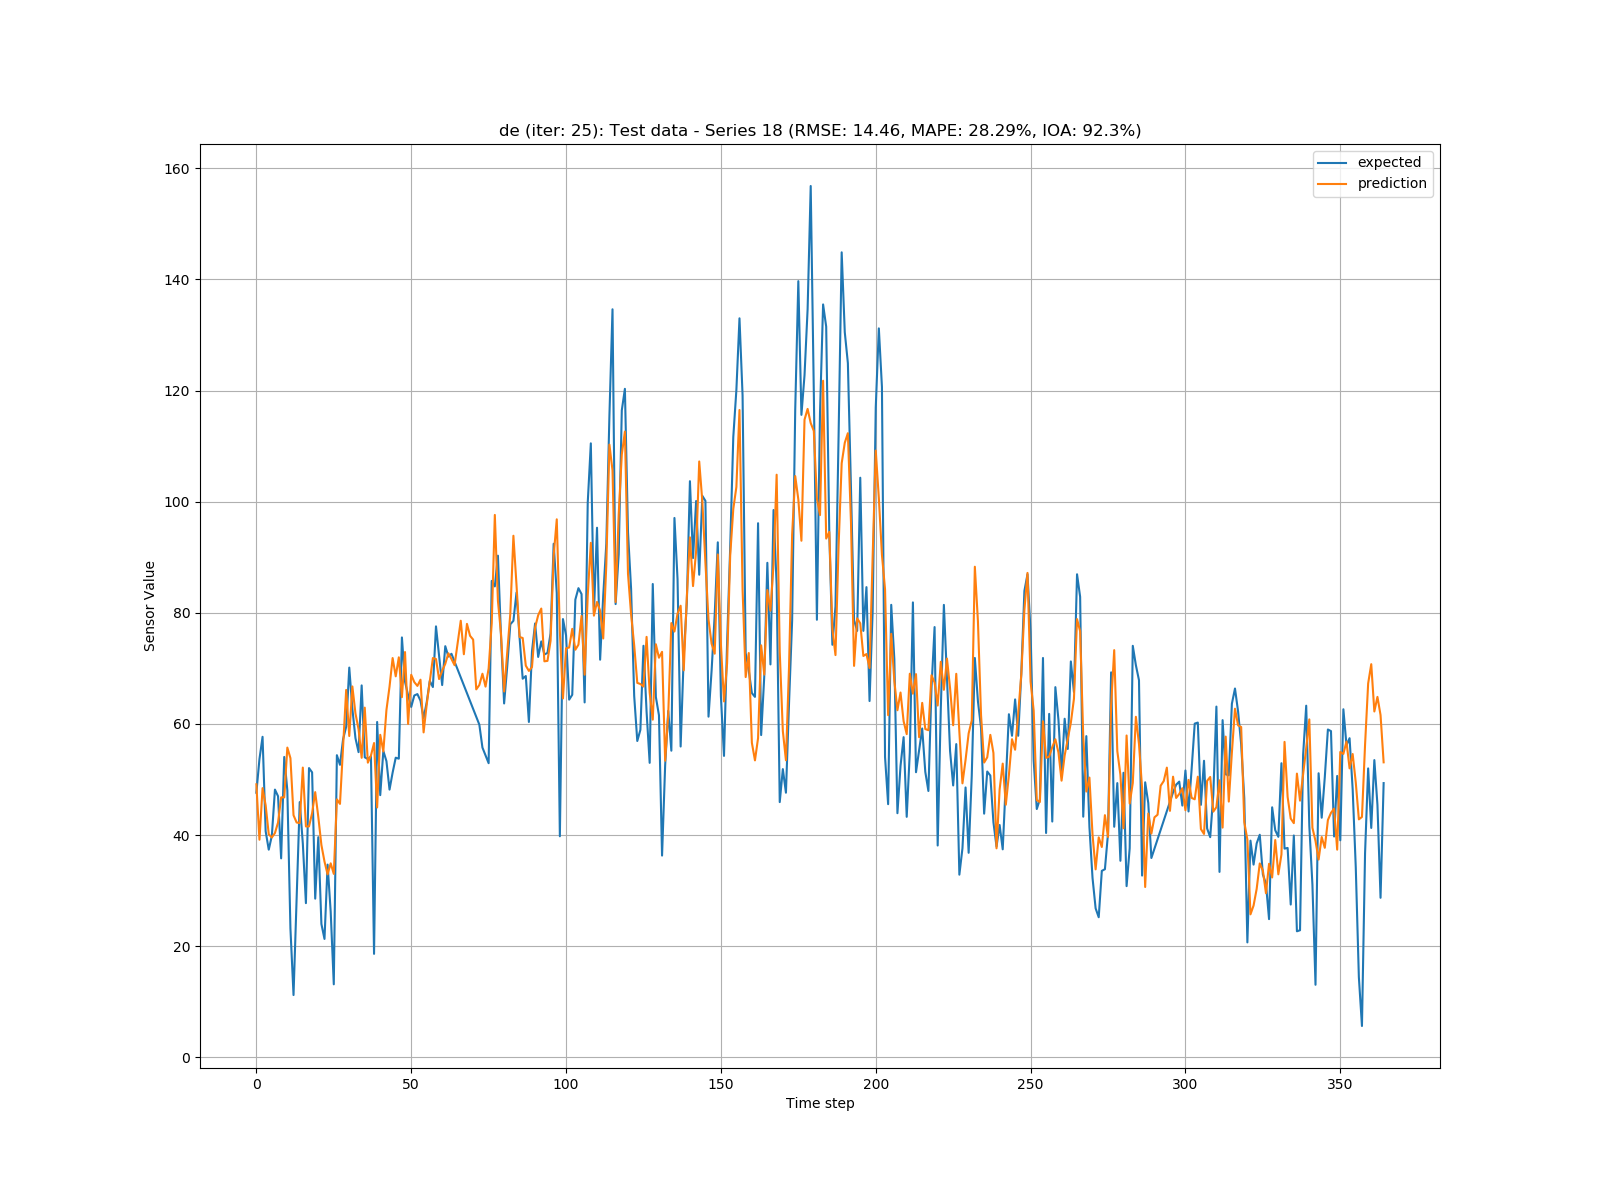 de (iter: 25): Test data - Series 18 (RMSE: 14.46, MAPE: 28.29%, IOA: 92.3%)
expected
prediction
160
140
120
100
80
60
40
20
0
Sensor Value
0 50 100 150 200 250 300 350
Time step